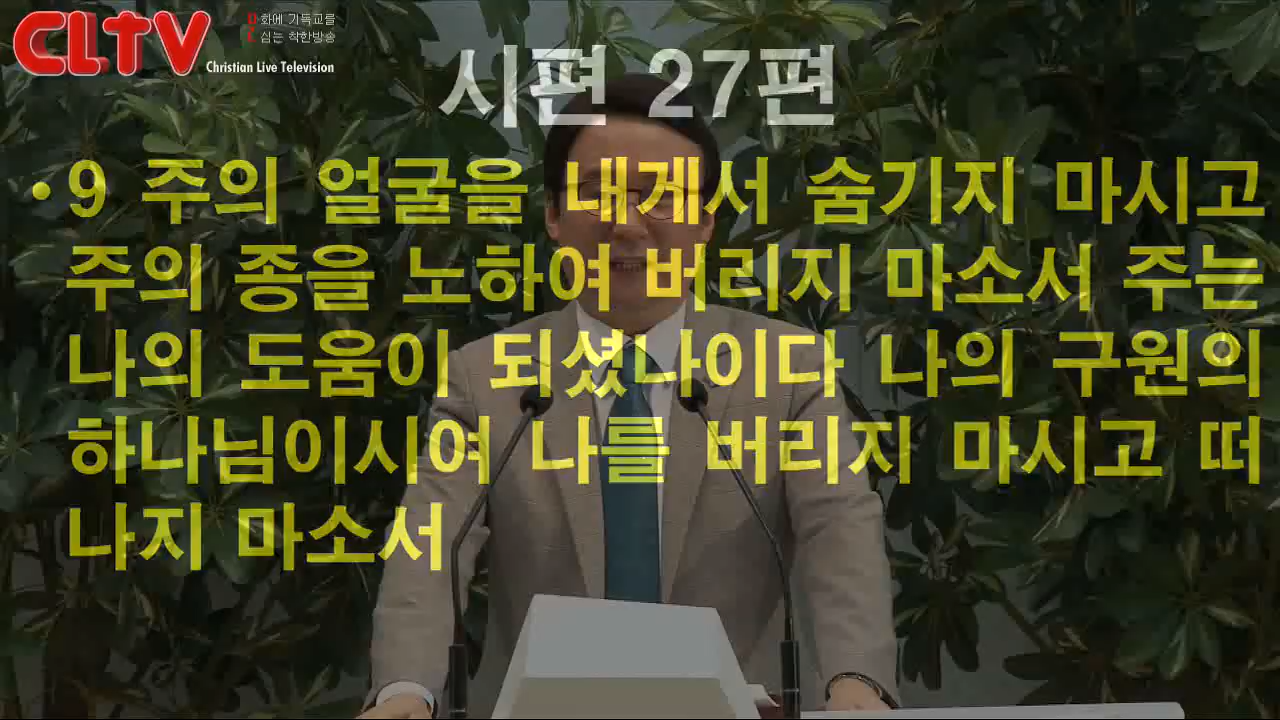 CLTV
문화에 기독교를
심는 착한방송
Christian Live Television
시편 27편
• 9 주의 얼굴을 내게서 숨기지 마시고
주의 종을 노하여 버리지 마소서 주는
나의 도움이 되셨나이다 나의 구원의
하나님이시여 나를 버리지 마시고 떠
나지 마소서